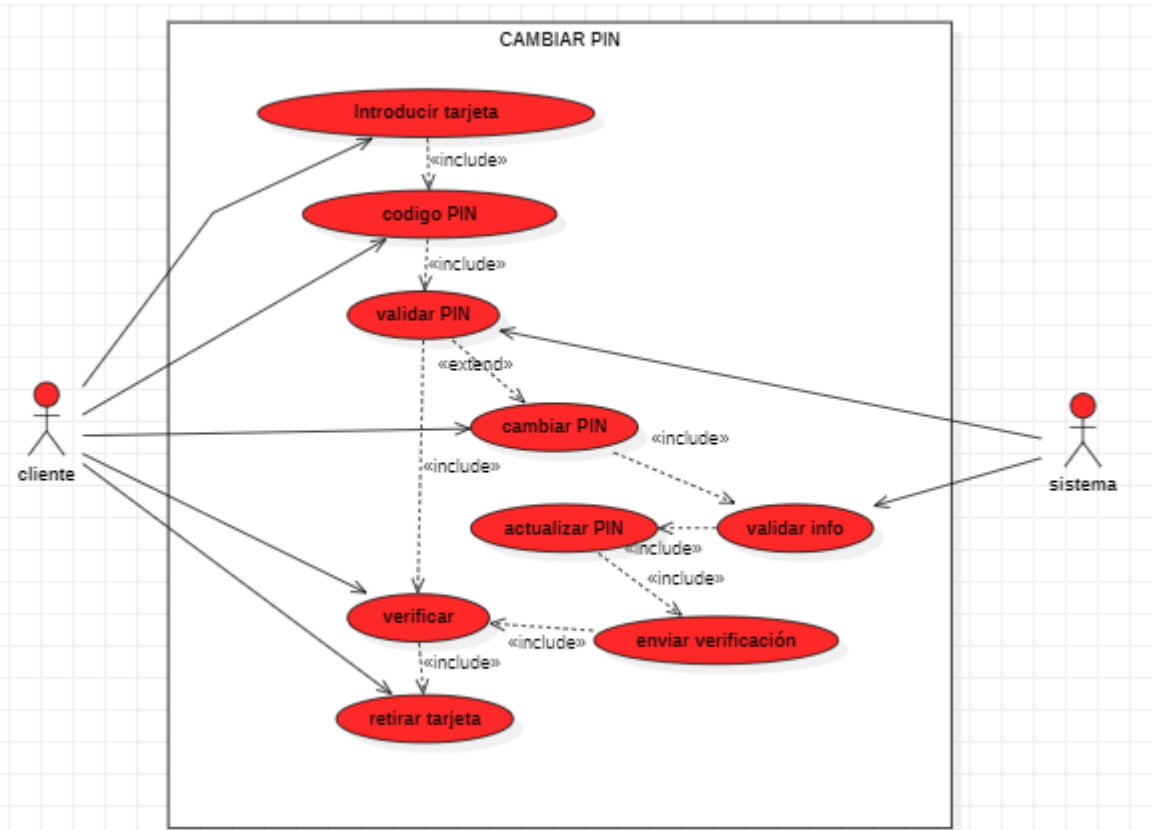 CAMBIAR PIN
Introducir tarjeta
«include»
codigo PIN
«include»
validar PIN
«extend»
cambiar PIN
«include»
«include»
cliente
sistema
actualizar PIN
validar info
«include»
«include»
verificar
«include»
enviar verificación
«include»
retirar tarjeta